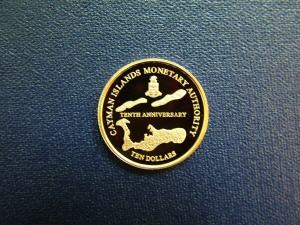 CAYMAN ISLANDS MONETARY AUTHORITY
TENTH ANNIVERSARY
TEN DOLLARS